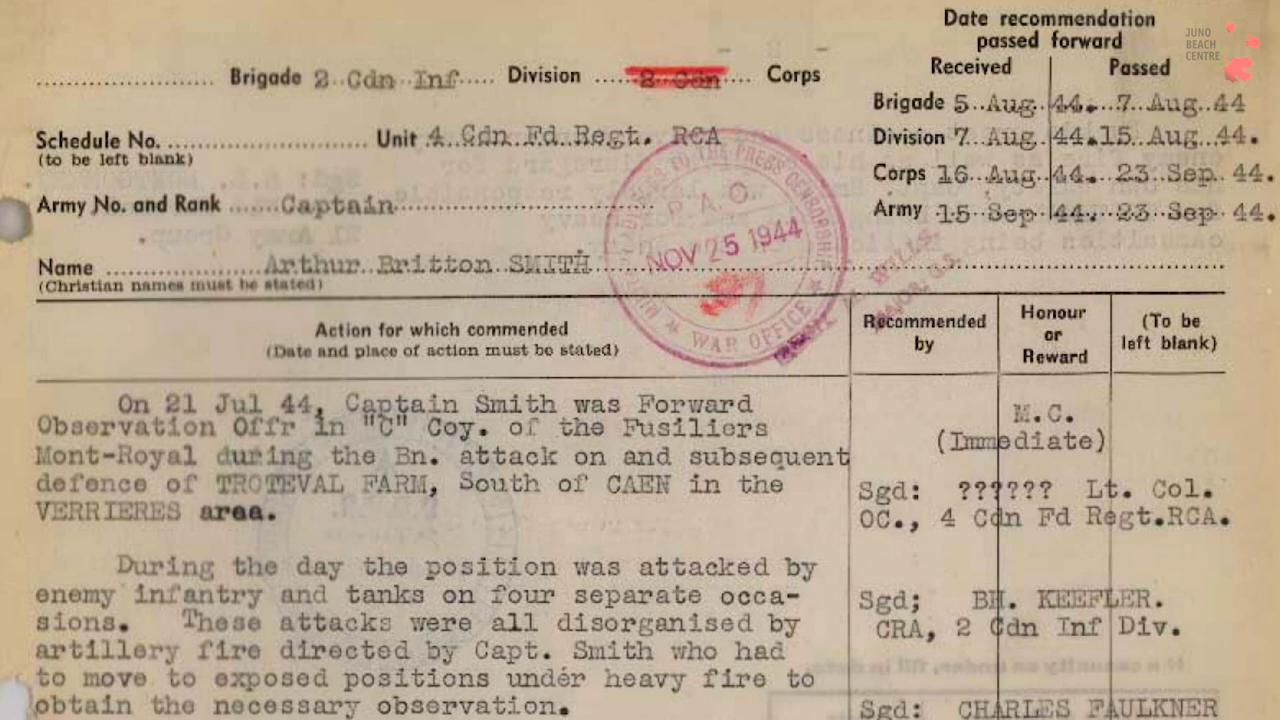 Date recommendation
passed forward
Received Passed
JUNO
BEACH
CENTRE
Brigade 2 Cdn Inf Division 2 Cdn Corps
Brigade 5 Aug 44. 7 Aug 44
Schedule No. Unit 4 Cdn Fd Regt. RCA
(to be left blank)
Division 7 Aug 44. 15 Aug 44.
Corps 16 Aug 44. 23 Sep 44.
Army No. and Rank Captain
Army 15 Sep 44. 23 Sep 44.
Name Arthur Britton SMITH
(Christian names must be stated)
TO THE PRESS CENSORSHIP
P.A.O.
NOV 25 1944
WAR OFFICE
Action for which commended
(Date and place of action must be stated)
Recommended
by
Honour
or
Reward
(To be
left blank)
On 21 Jul 44, Captain Smith was Forward
Observation Offr in "C" Coy. of the Fusiliers
Mont-Royal during the Bn. attack on and subsequent
defence of TROTEVAL FARM, South of CAEN in the
VERRIERES area.
During the day the position was attacked by
enemy infantry and tanks on four separate occa-
sions. These attacks were all disorganised by
artillery fire directed by Capt. Smith who had
to move to exposed positions under heavy fire to
obtain the necessary observation.
M.C.
(Immediate)
Sgd: ?????? Lt. Col.
OC., 4 Cdn Fd Regt.RCA.
Sgd; BH. KEEFLER.
CRA, 2 Cdn Inf Div.
Sgd: CHARLES FAULKNER